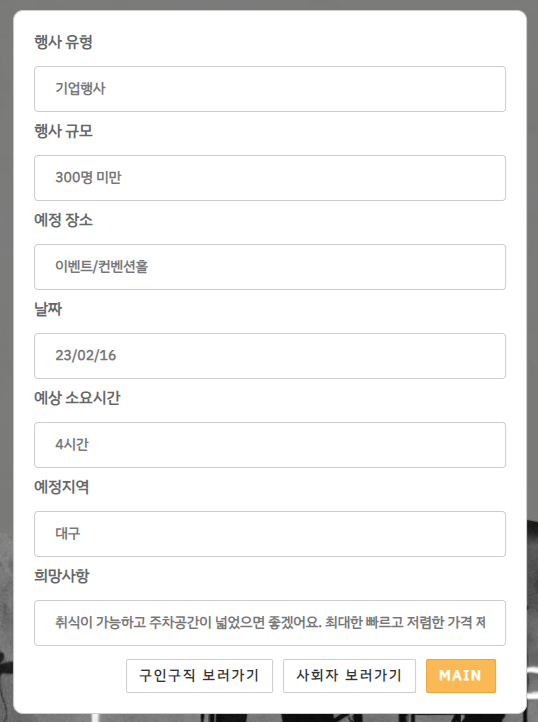 행사 유형
기업행사
행사 규모
300명 미만
예정 장소
이벤트/컨벤션홀
날짜
23/02/16
예상 소요시간
4시간
예정지역
대구
희망사항
취식이 가능하고 주차공간이 넓었으면 좋겠어요. 최대한 빠르고 저렴한 가격
구인구직 보러가기 사회자 보러가기 MAIN